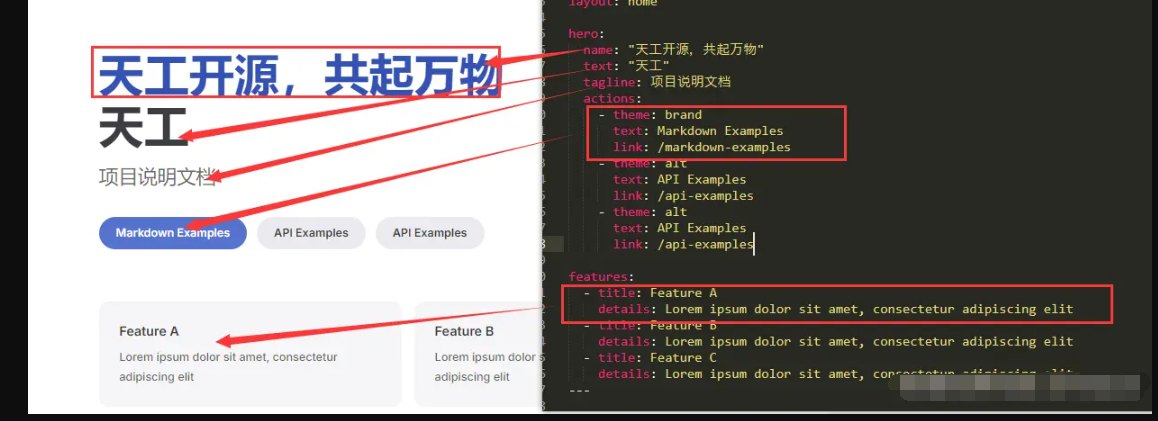 天工开源，共起万物
天工
项目说明文档
Markdown Examples
API Examples
API Examples
Feature A
Lorem ipsum dolor sit amet, consectetur
adipiscing elit
Feature B
Lorem ipsum dolor sit
adipiscing elit
layout: home
hero:
name: "天工开源，共起万物"
text: "天工"
tagline: 项目说明文档
actions:
- theme: brand
text: Markdown Examples
link: /markdown-examples
- theme: alt
text: API Examples
link: /api-examples
- theme: alt
text: API Examples
link: /api-examples
features:
- title: Feature A
details: Lorem ipsum dolor sit amet, consectetur adipiscing elit
- title: Feature B
details: Lorem ipsum dolor sit amet, consectetur adipiscing elit
- title: Feature C
details: Lorem ipsum dolor sit amet, consectetur adipiscing elit
---